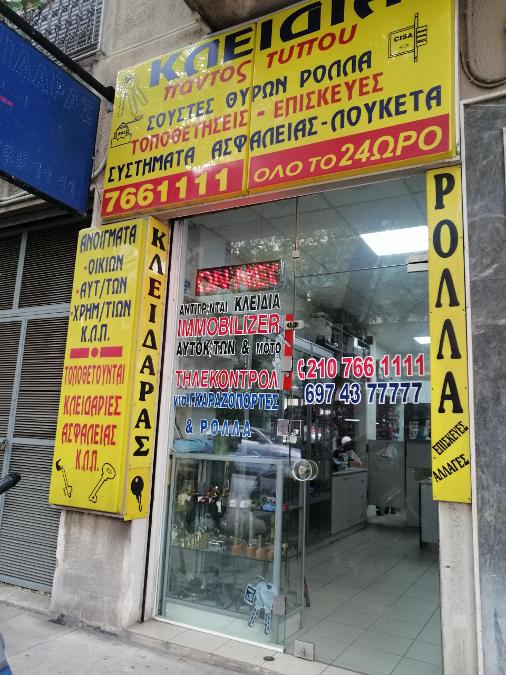 ΚΛΕΙΔΙΑ
παντος τυπου
CISA
ΣΟΥΣΤΕΣ ΘΥΡΩΝ ΡΟΛΛΑ
ΤΟΠΟΘΕΤΗΣΕΙΣ - ΕΠΙΣΚΕΥΕΣ
ΣΥΣΤΗΜΑΤΑ ΑΣΦΑΛΕΙΑΣ-ΛΟΥΚΕΤΑ
7661111 ΟΛΟ ΤΟ 24ΩΡΟ
ΑΝΟΙΓΜΑΤΑ
-ΟΙΚΙΩΝ
-ΑΥΤ/ΤΩΝ
-ΧΡΗΜ/ΤΙΩΝ
Κ.Λ.Π.
ΤΟΠΟΘΕΤΟΥΝΤΑΙ
ΚΛΕΙΔΑΡΙΕΣ
ΑΣΦΑΛΕΙΑΣ
Κ.Λ.Π.
ΚΛΕΙΔΑΡΑΣ
ΑΝΤΙΓΡ-ΝΤΑΙ ΚΛΕΙΔΙΑ
IMMOBILIZER
ΑΥΤΟΚ/ΤΩΝ & ΜΟΤΟ
ΤΗΛΕΚΟΝΤΡΟΛ
για ΓΚΑΡΑΖΟΠΟΡΤΕΣ
& ΡΟΛΛΑ
210 766 1111
697 43 77777
ΡΟΛΛΑ
ΕΠΙΣΚΕΥΕΣ
ΑΛΛΑΓΕΣ